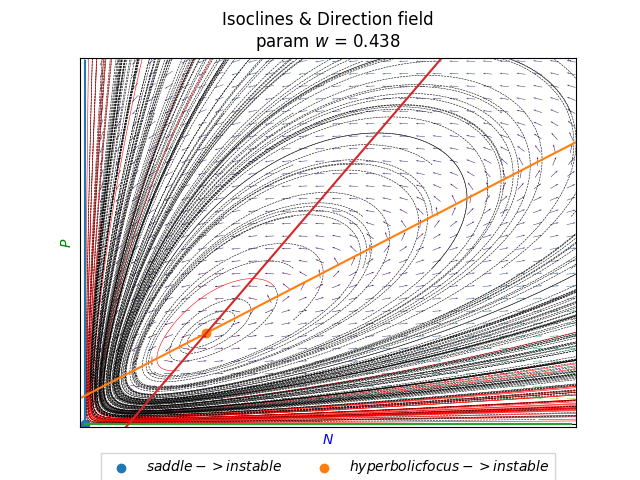 Isoclines & Direction field
param w = 0.438
P
N
saddle − > instable
hyperbolicfocus − > instable